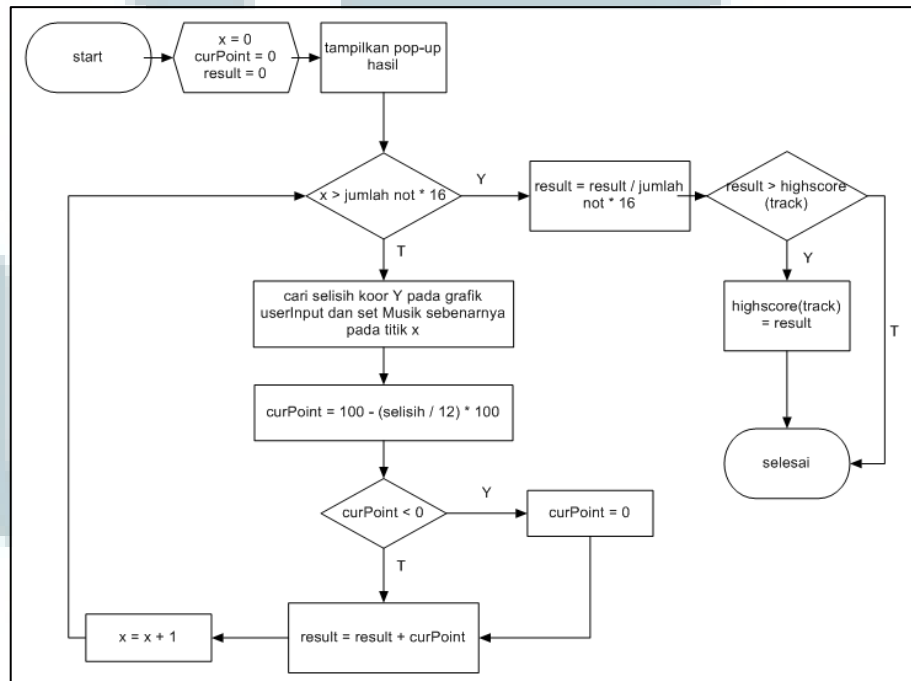 start
x = 0
curPoint = 0
result = 0
tampilkan pop-up
hasil
x > jumlah not * 16
Y
result = result / jumlah
not * 16
result > highscore
(track)
T
Y
cari selisih koor Y pada grafik
userInput dan set Musik sebenarnya
pada titik x
highscore(track)
= result
T
curPoint = 100 - (selisih / 12) * 100
selesai
curPoint < 0
Y
curPoint = 0
T
result = result + curPoint
x = x + 1